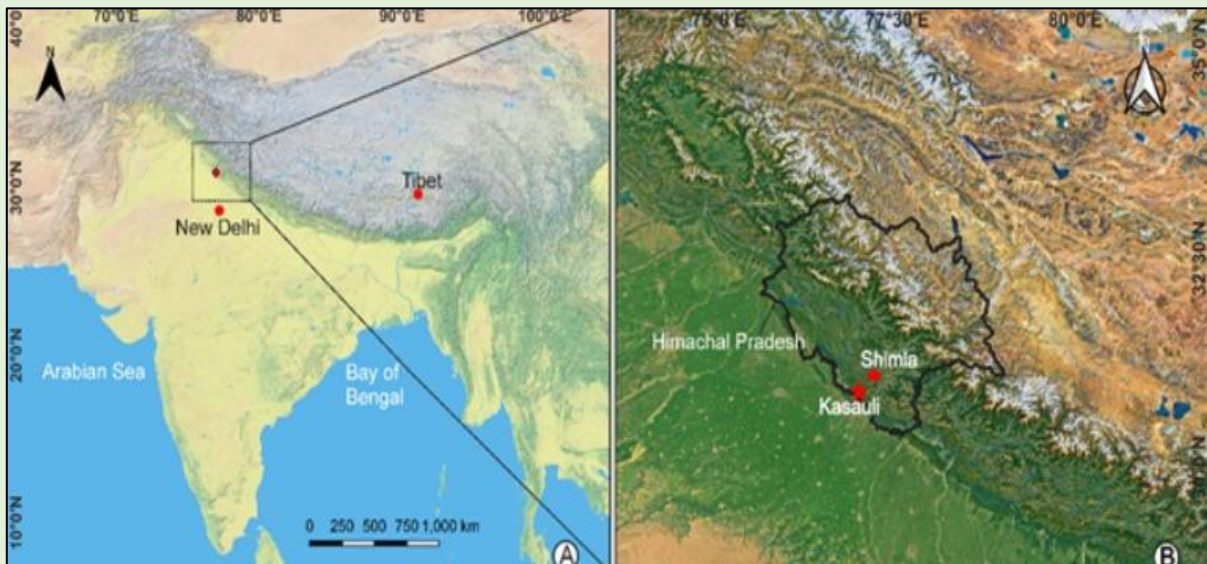 70°0'E
80°0'E
90°0'E
100°0'E
40°0
30°0'N
20°0'N
10°0'N
N
Tibet
New Delhi
Arabian Sea
Bay of
Bengal
0 250 500 750 1,000 km
A
75°0'E
77°30'E
80°0'E
35°0'N
32°30'N
N
Himachal Pradesh
Shimla
Kasauli
B